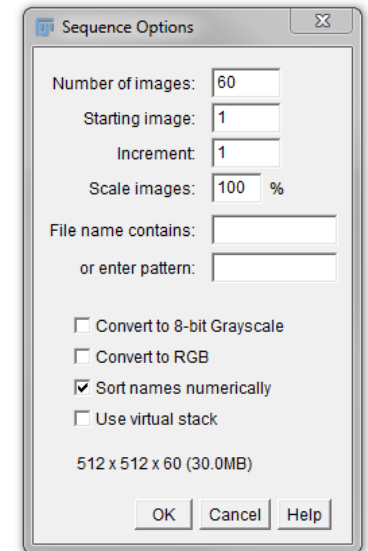 Sequence Options
Number of images: 60
Starting image: 1
Increment: 1
Scale images: 100 %
File name contains:
or enter pattern:
Convert to 8-bit Grayscale
Convert to RGB
Sort names numerically
Use virtual stack
512 x 512 x 60 (30.0MB)
OK Cancel Help